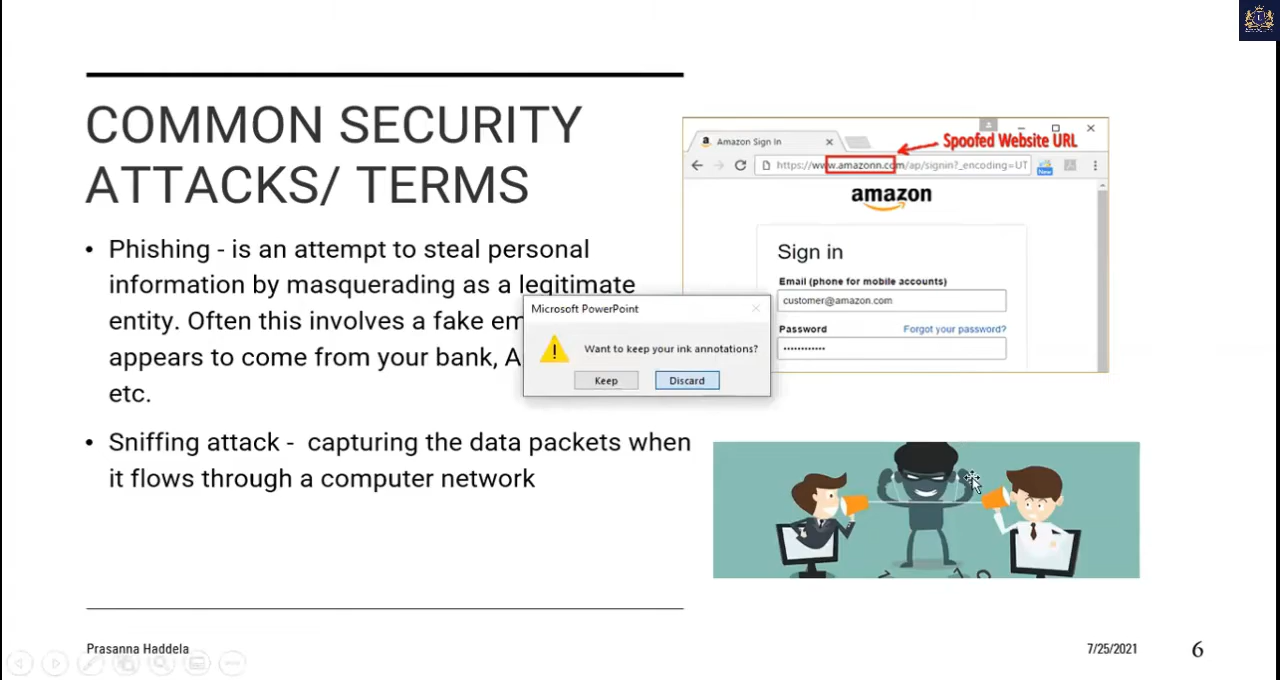 COMMON SECURITY
ATTACKS/ TERMS
• Phishing - is an attempt to steal personal
information by masquerading as a legitimate
entity. Often this involves a fake em
appears to come from your bank, A
etc.
• Sniffing attack - capturing the data packets when
it flows through a computer network
Amazon Sign In
Spoofed Website URL
https://www.amazonn.com/ap/signin?_encoding=UT
New
amazon
Sign in
Email (phone for mobile accounts)
customer@amazon.com
Password
Forgot your password?
Microsoft PowerPoint
Want to keep your ink annotations?
Keep
Discard
Prasanna Haddela
7/25/2021
6